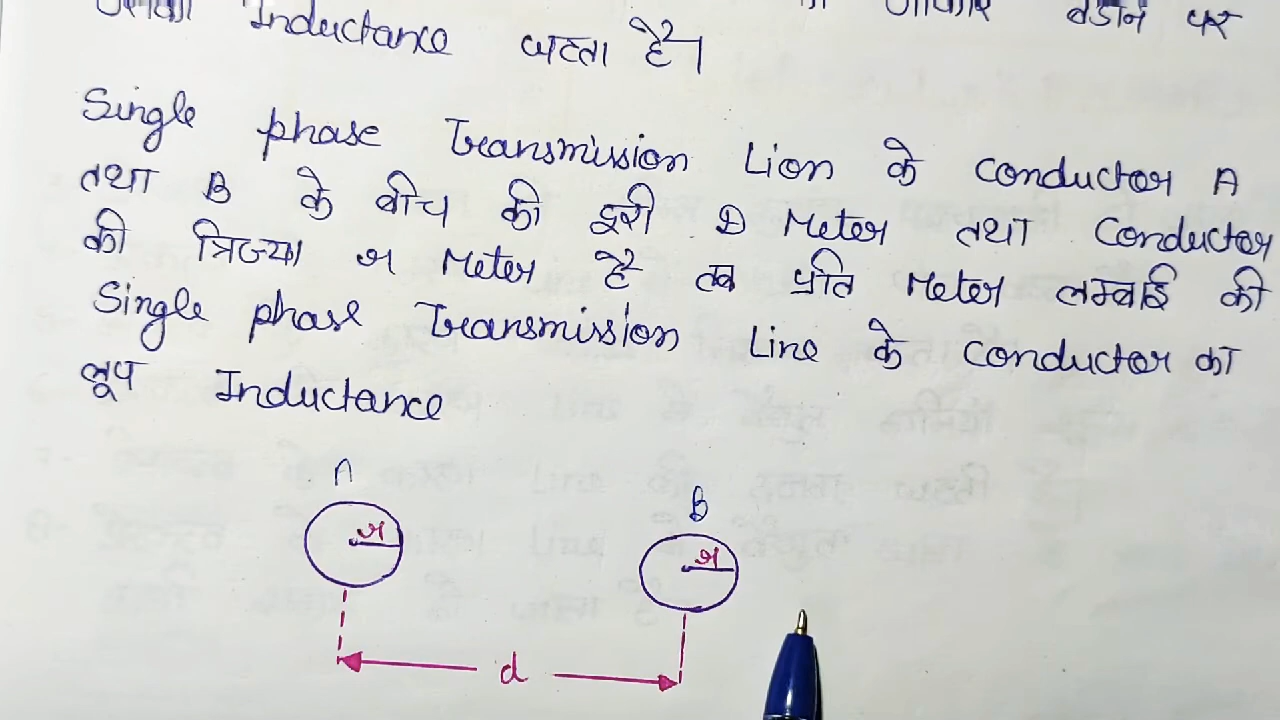 Inductance घटता है।
Single phase Transmission Lion के conductor A
तथा B के बीच की दूरी D Meter तथा Conductor
की त्रिज्या r Meter है तब प्रति Meter लम्बाई की
Single phase Transmission Line के conductor का
लूप Inductance
A
B
r
r
d